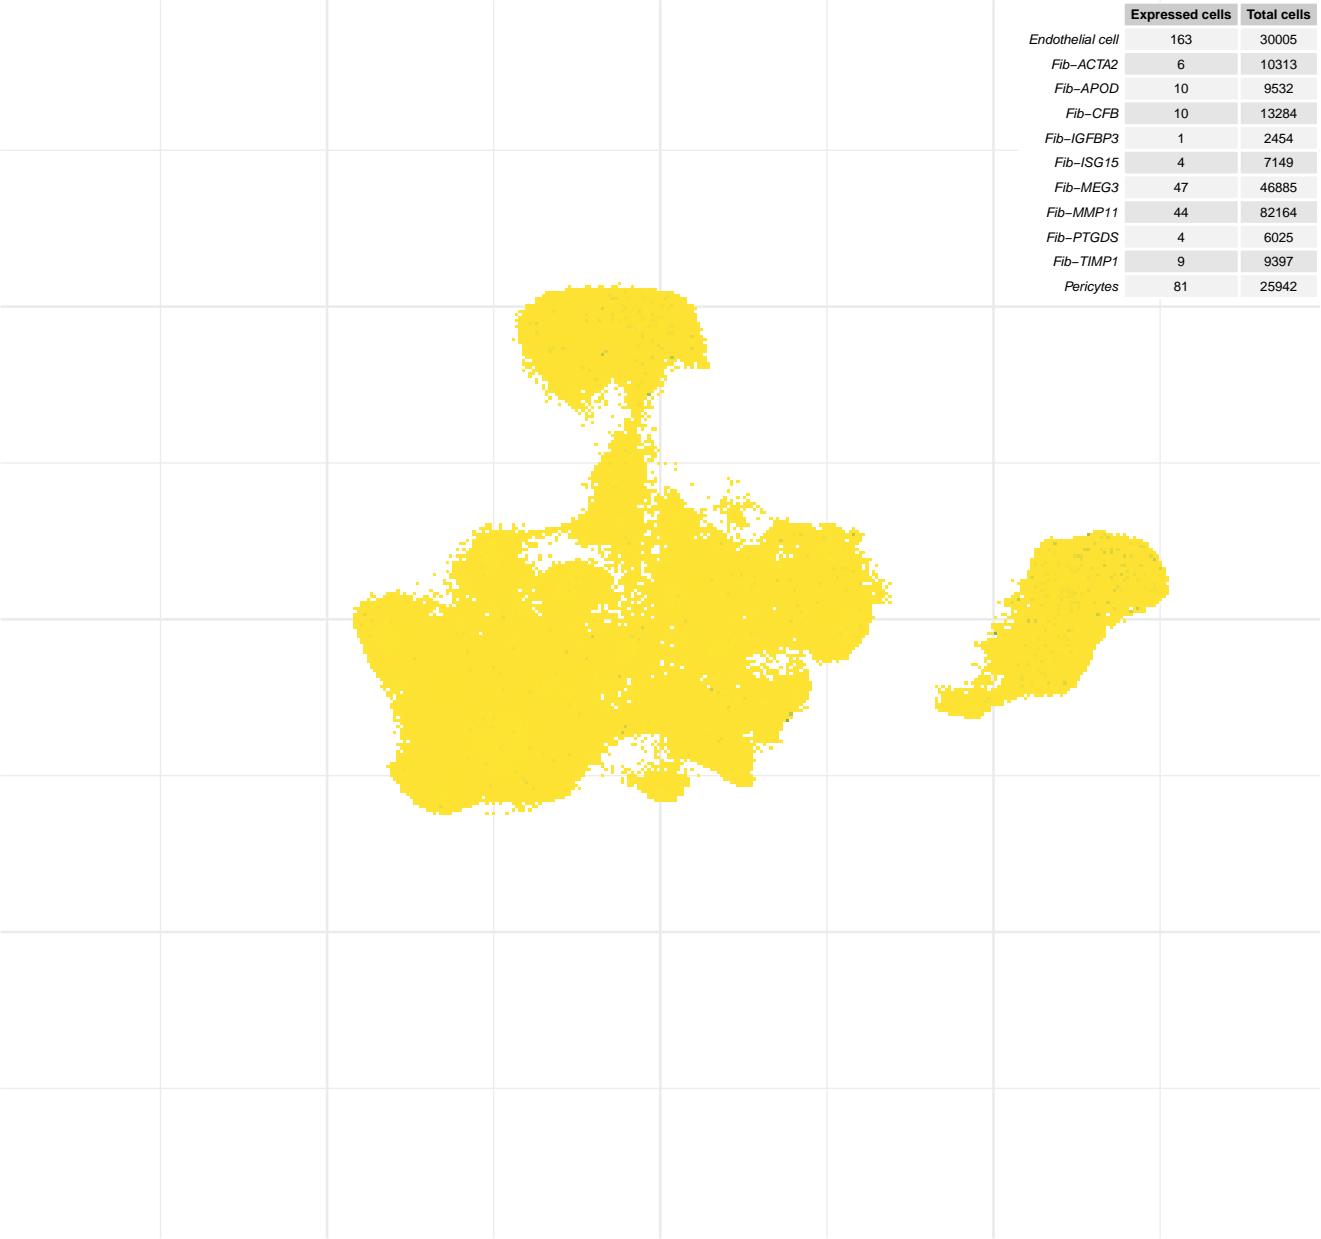 Expressed cells Total cells
Endothelial cell 163 30005
Fib−ACTA2 6 10313
Fib−APOD 10 9532
Fib−CFB 10 13284
Fib−IGFBP3 1 2454
Fib−ISG15 4 7149
Fib−MEG3 47 46885
Fib−MMP11 44 82164
Fib−PTGDS 4 6025
Fib−TIMP1 9 9397
Pericytes 81 25942